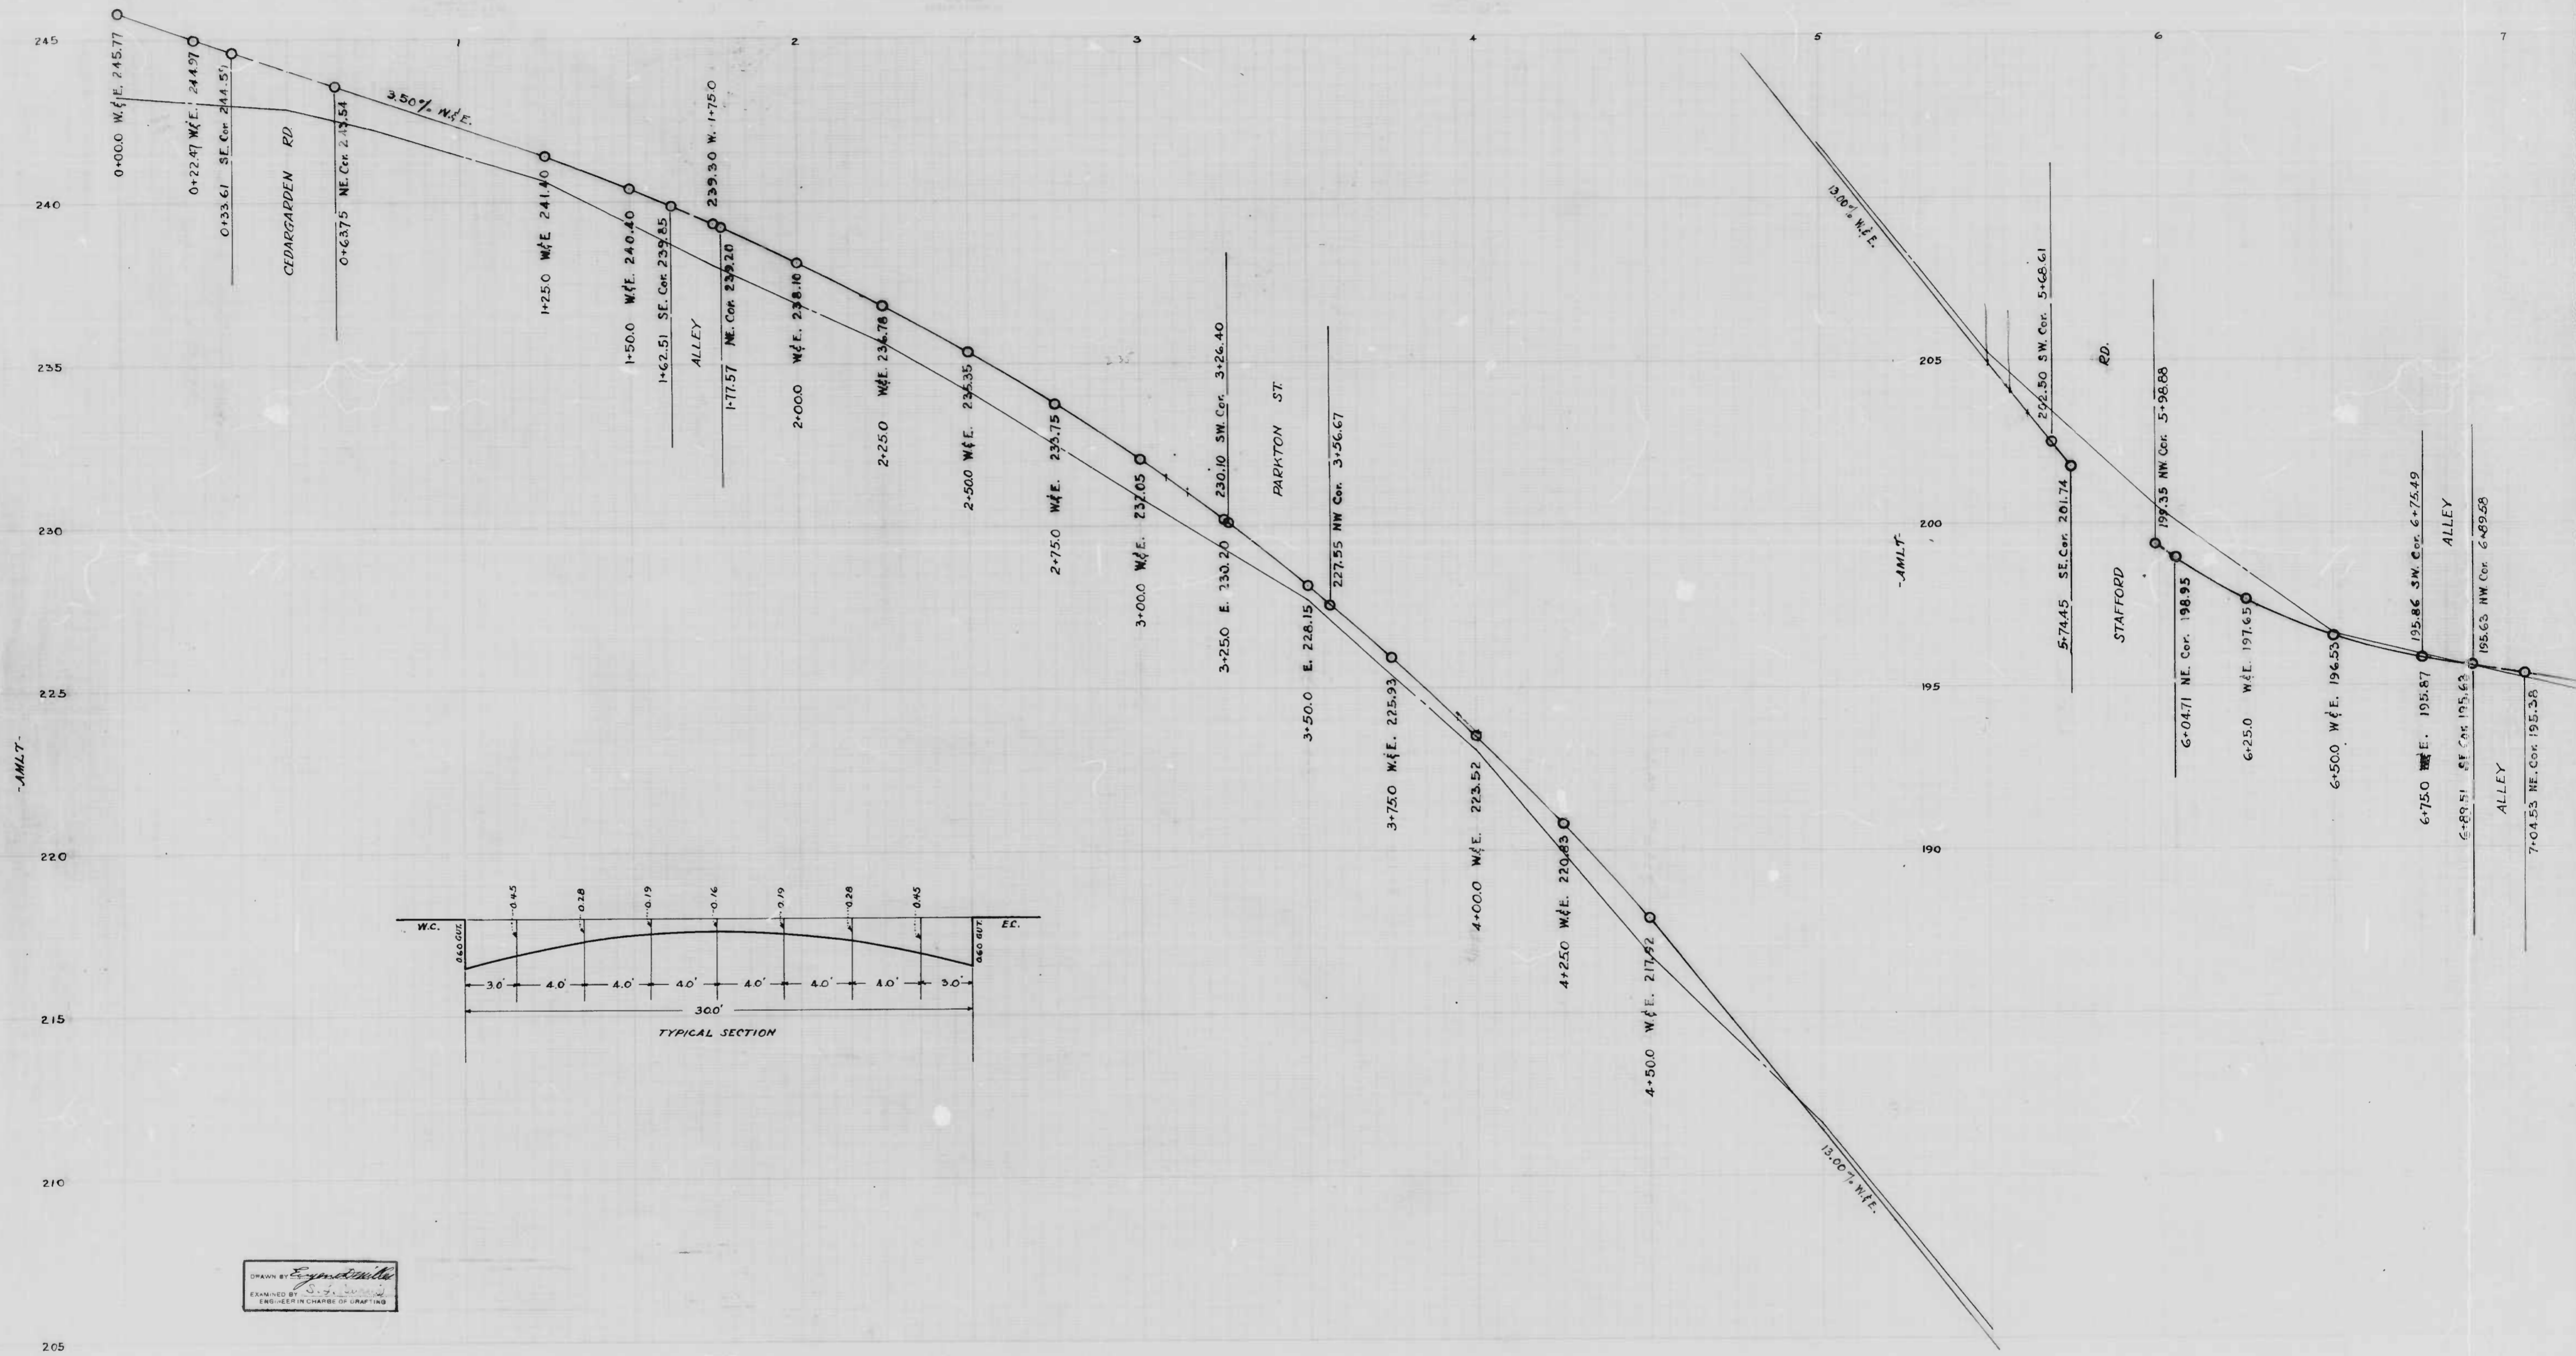 245
1
2
3
4
5
6
7
240
235
230
225
220
215
210
205
-AMLT-
0+00.0 W.&E. 245.77
0+22.47 W.&E. 244.97
0+33.61 SE. Cor. 244.59
CEDARGARDEN RD.
0+63.75 NE. Cor. 243.54
3.50% W.&E.
1+25.0 W.&E. 241.40
1+50.0 W.&E. 240.40
1+62.51 SE. Cor. 239.85
ALLEY
239.30 W. 1+75.0
1+77.57 NE. Cor. 239.20
2+00.0 W.&E. 238.10
2+25.0 W.&E. 236.78
2+50.0 W.&E. 235.35
235
2+75.0 W.&E. 233.75
3+00.0 W.&E. 232.05
3+25.0 E. 230.20
230.10 SW. Cor. 3+26.40
PARKTON ST.
3+50.0 E. 228.15
227.55 NW Cor. 3+56.67
3+75.0 W.&E. 225.93
4+00.0 W.&E. 223.52
4+25.0 W.&E. 220.83
4+50.0 W.&E. 217.92
13.00% W.&E.
13.00% W.&E.
205
200
195
190
-AMLT-
202.50 SW. Cor. 5+68.61
5+74.45 SE. Cor. 201.74
STAFFORD RD.
199.35 NW. Cor. 5+98.88
6+04.71 NE. Cor. 198.95
6+25.0 W.&E. 197.65
6+50.0 W.&E. 196.53
195.86 SW. Cor. 6+75.49
6+75.0 E. 195.87
ALLEY
195.63 NW. Cor. 6+89.58
6+89.51 SE. Cor. 195.63
ALLEY
7+04.53 NE. Cor. 195.38
W.C.
0.60 GUT.
0.45
0.28
0.19
0.16
0.19
0.28
0.45
0.60 GUT.
E.C.
3.0'
4.0'
4.0'
4.0'
4.0'
4.0'
4.0'
3.0'
30.0'
TYPICAL SECTION
DRAWN BY
EXAMINED BY
ENGINEER IN CHARGE OF DRAFTING